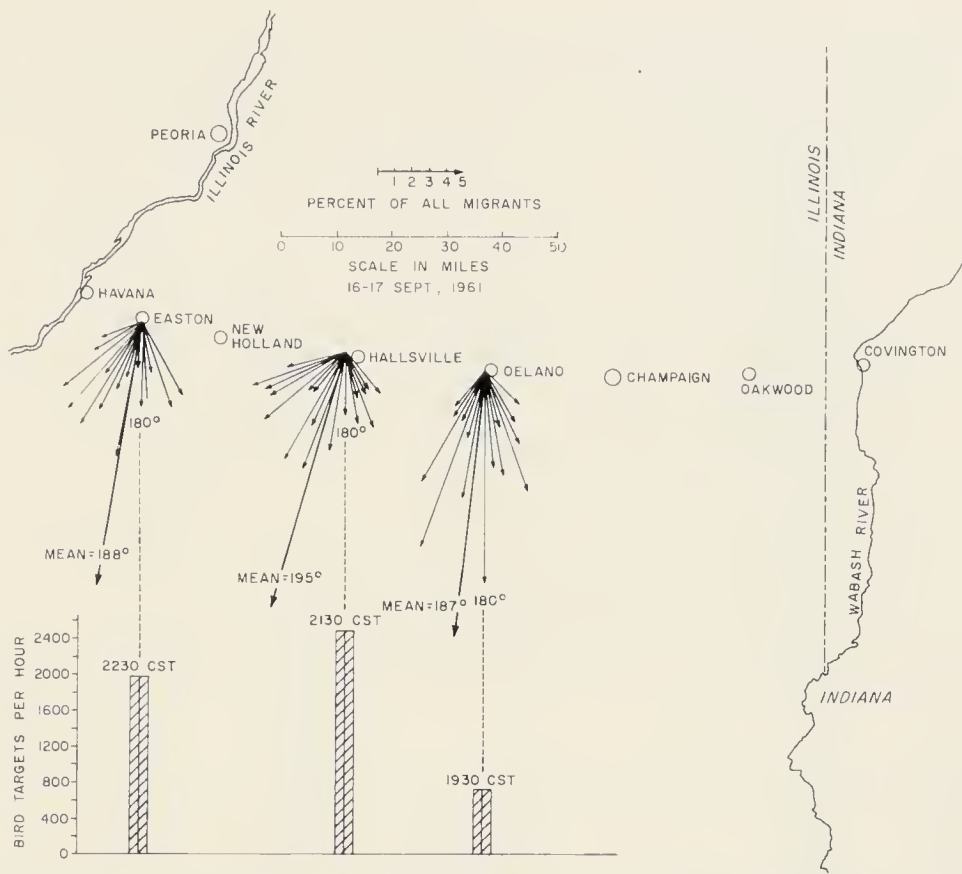 PEORIA
ILLINOIS RIVER
1 2 3 4 5
PERCENT OF ALL MIGRANTS
0 10 20 30 40 50
SCALE IN MILES
16-17 SEPT, 1961
ILLINOIS
INDIANA
HAVANA
EASTON
NEW
HOLLAND
HALLSVILLE
DELANO
CHAMPAIGN
OAKWOOD
COVINGTON
180°
180°
WABASH RIVER
MEAN=188°
MEAN=195°
MEAN=187°
180°
2130 CST
2230 CST
1930 CST
INDIANA
BIRD TARGETS PER HOUR
2400
2000
1600
1200
800
400
0